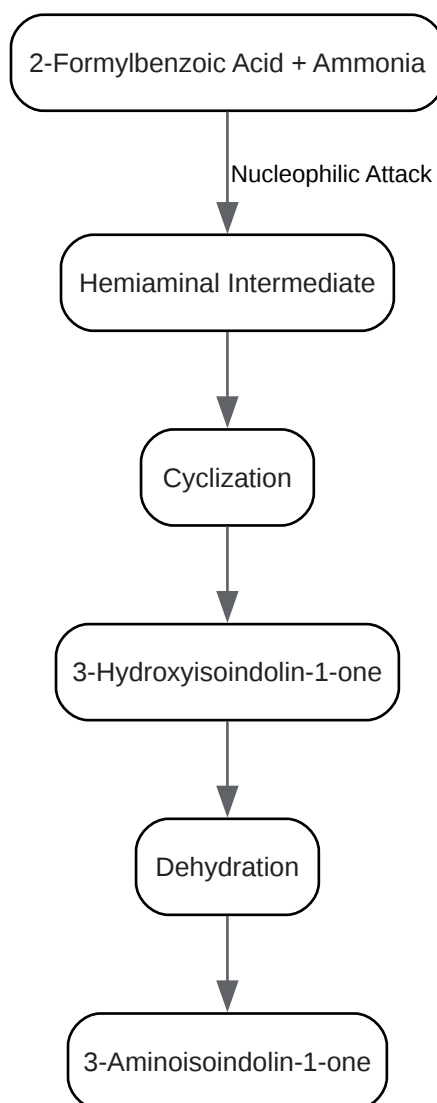 2-Formylbenzoic Acid + Ammonia
Nucleophilic Attack
Hemiaminal Intermediate
Cyclization
3-Hydroxyisoindolin-1-one
Dehydration
3-Aminoisoindolin-1-one